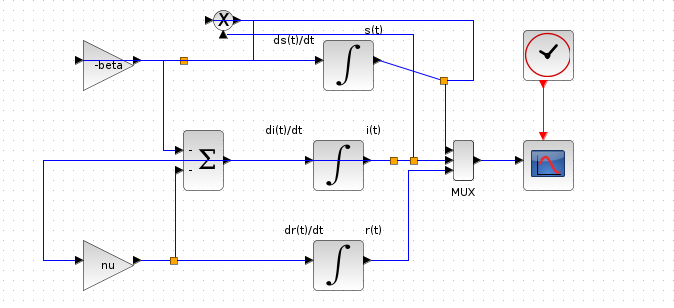 X
s(t)
ds(t)/dt
-beta
∫
di(t)/dt
i(t)
-
Σ
-
∫
MUX
dr(t)/dt
r(t)
nu
∫